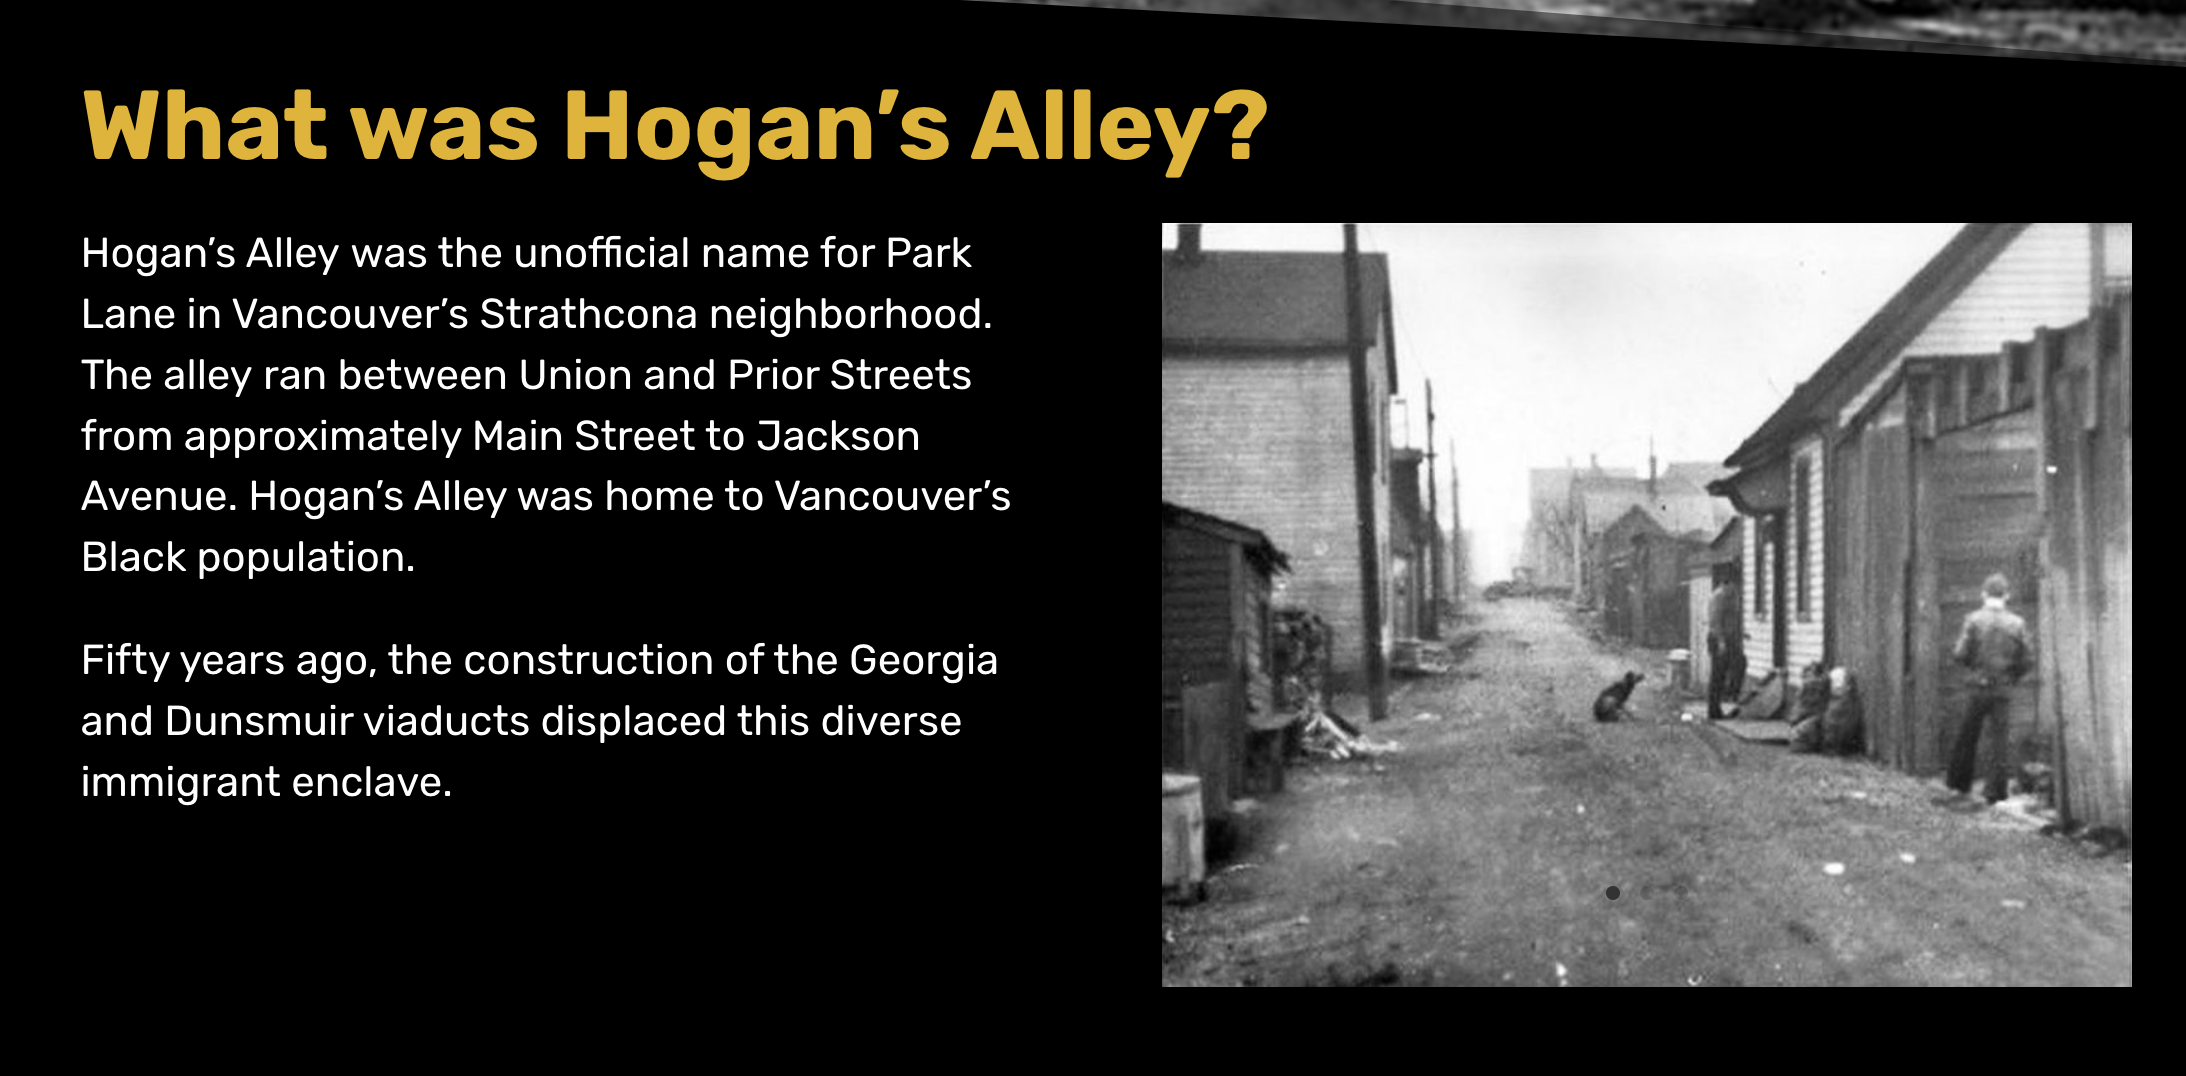 What was Hogan’s Alley?
Hogan’s Alley was the unofficial name for Park
Lane in Vancouver’s Strathcona neighborhood.
The alley ran between Union and Prior Streets
from approximately Main Street to Jackson
Avenue. Hogan’s Alley was home to Vancouver’s
Black population.
Fifty years ago, the construction of the Georgia
and Dunsmuir viaducts displaced this diverse
immigrant enclave.